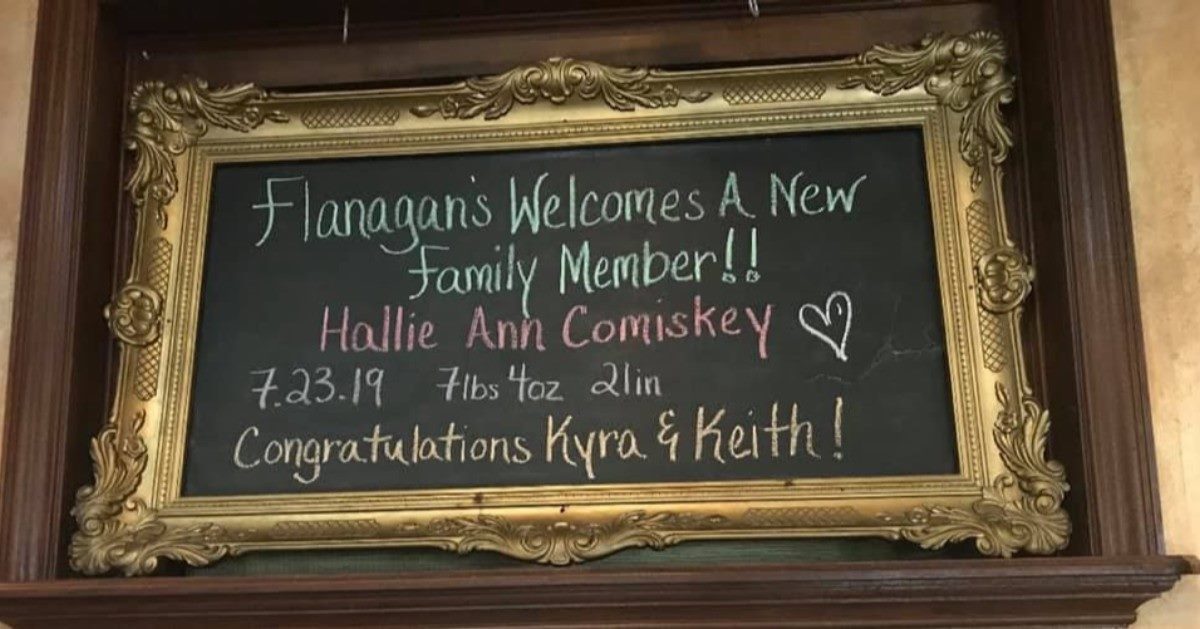 Flanagan's Welcomes A New
Family Member!!
Hallie Ann Comiskey
7.23.19 7lbs 4oz 21in
Congratulations Kyra & Keith!